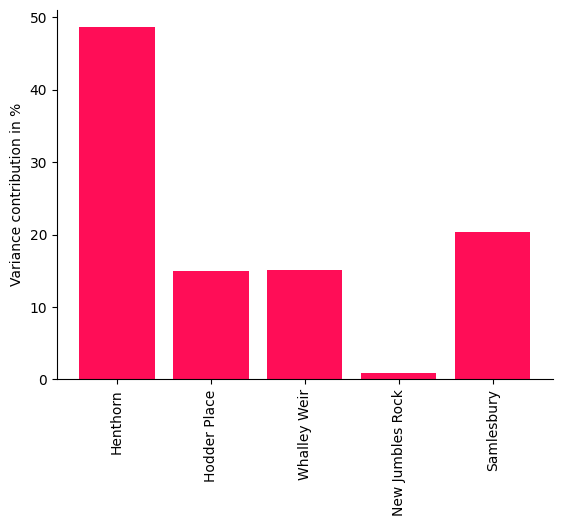 Variance contribution in %
50
40
30
20
10
0
Henthorn
Hodder Place
Whalley Weir
New Jumbles Rock
Samlesbury